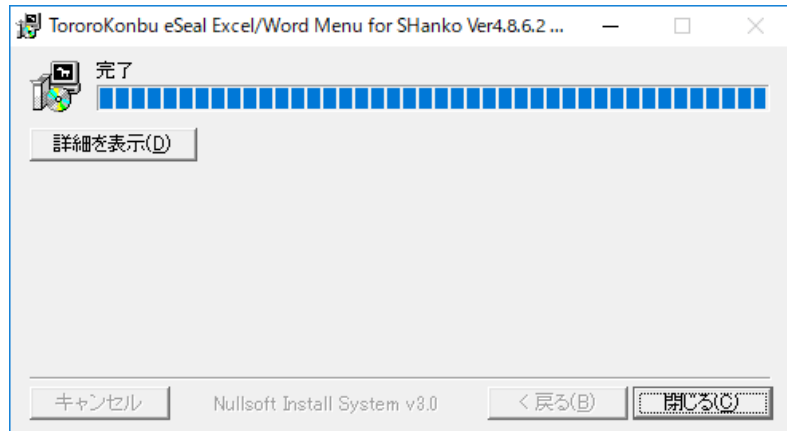 TororoKonbu eSeal Excel/Word Menu for SHanko Ver4.8.6.2 ...
完了
詳細を表示(D)
キャンセル
Nullsoft Install System v3.0
< 戻る(B)
閉じる(C)